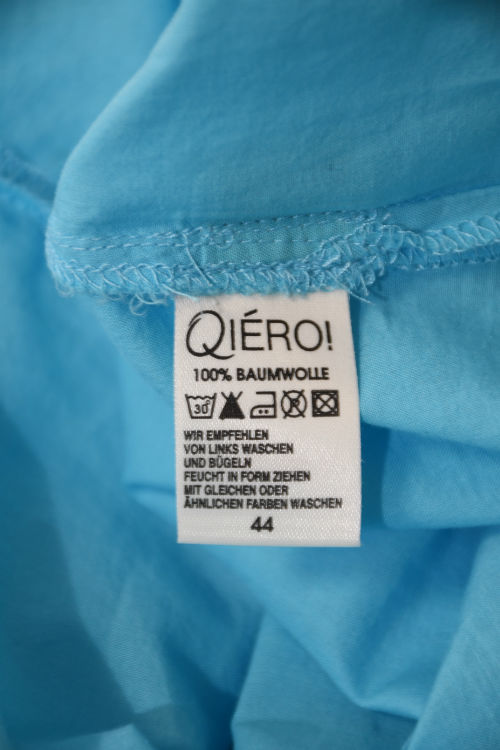 QIÉRO!
100% BAUMWOLLE
30°
WIR EMPFEHLEN
VON LINKS WASCHEN
UND BÜGELN
FEUCHT IN FORM ZIEHEN
MIT GLEICHEN ODER
ÄHNLICHEN FARBEN WASCHEN
44